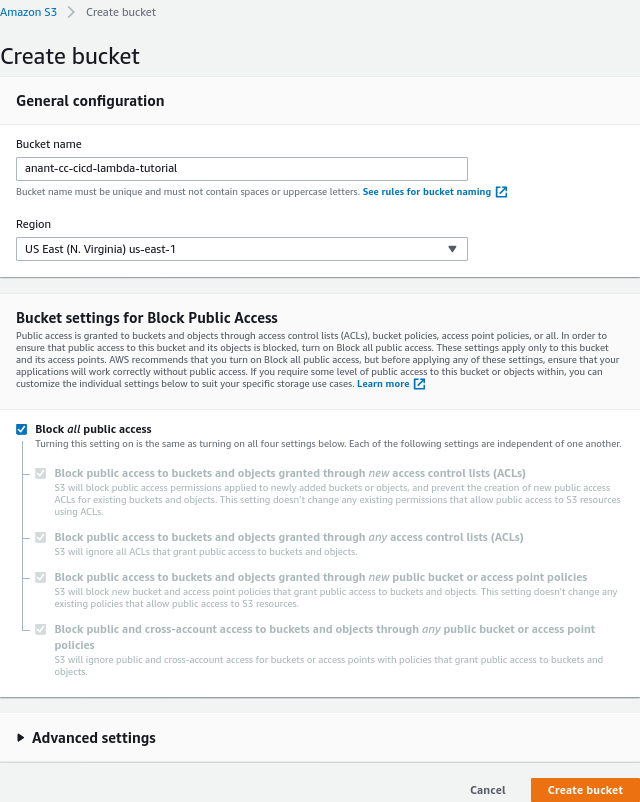 Amazon S3 > Create bucket
Create bucket
General configuration
Bucket name
anant-cc-cicd-lambda-tutorial
Bucket name must be unique and must not contain spaces or uppercase letters. See rules for bucket naming
Region
US East (N. Virginia) us-east-1
Bucket settings for Block Public Access
Public access is granted to buckets and objects through access control lists (ACLs), bucket policies, access point policies, or all. In order to
ensure that public access to this bucket and its objects is blocked, turn on Block all public access. These settings apply only to this bucket
and its access points. AWS recommends that you turn on Block all public access, but before applying any of these settings, ensure that your
applications will work correctly without public access. If you require some level of public access to this bucket or objects within, you can
customize the individual settings below to suit your specific storage use cases. Learn more
Block all public access
Turning this setting on is the same as turning on all four settings below. Each of the following settings are independent of one another.
Block public access to buckets and objects granted through new access control lists (ACLs)
S3 will block public access permissions applied to newly added buckets or objects, and prevent the creation of new public access
ACLs for existing buckets and objects. This setting doesn't change any existing permissions that allow public access to S3 resources
using ACLs.
Block public access to buckets and objects granted through any access control lists (ACLs)
S3 will ignore all ACLs that grant public access to buckets and objects.
Block public access to buckets and objects granted through new public bucket or access point policies
S3 will block new bucket and access point policies that grant public access to buckets and objects. This setting doesn't change any
existing policies that allow public access to S3 resources.
Block public and cross-account access to buckets and objects through any public bucket or access point
policies
S3 will ignore public and cross-account access for buckets or access points with policies that grant public access to buckets and
objects.
Advanced settings
Cancel
Create bucket